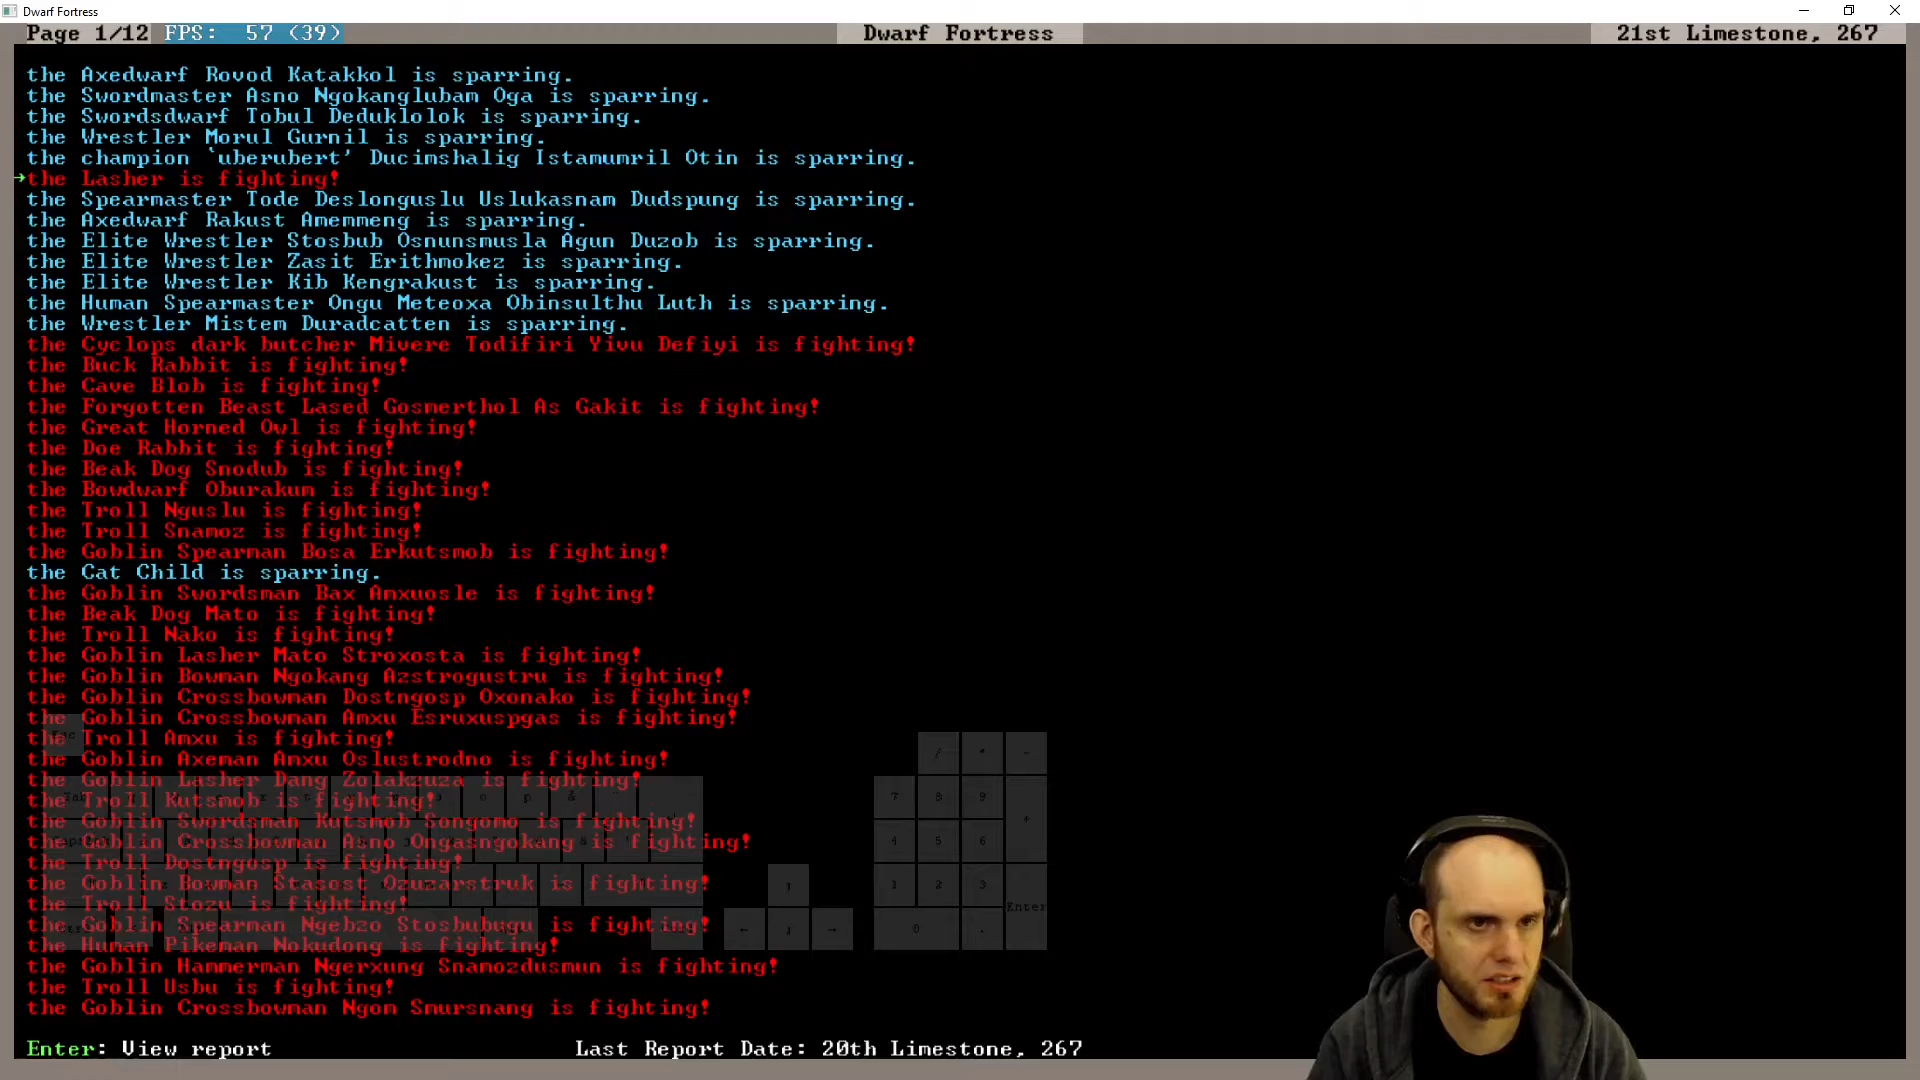 Dwarf Fortress
Page 1/12 FPS: 57 (39) Dwarf Fortress 21st Limestone, 267
the Axedwarf Rovod Katakkol is sparring.
the Swordmaster Asno Ngokanglubam Oga is sparring.
the Swordsdwarf Tobul Deduklolok is sparring.
the Wrestler Morul Gurnil is sparring.
the champion `uberubert' Ducimshalig Istamumril Otin is sparring.
→the Lasher is fighting!
the Spearmaster Tode Deslonguslu Uslukasnam Dudspung is sparring.
the Axedwarf Rakust Amemmeng is sparring.
the Elite Wrestler Stosbub Osnunsmusla Agun Duzob is sparring.
the Elite Wrestler Zasit Erithmokez is sparring.
the Elite Wrestler Kib Kengrakust is sparring.
the Human Spearmaster Ongu Meteoxa Obinsulthu Luth is sparring.
the Wrestler Mistem Duradcatten is sparring.
the Cyclops dark butcher Mivere Todifiri Yivu Defiyi is fighting!
the Buck Rabbit is fighting!
the Cave Blob is fighting!
the Forgotten Beast Lased Gosmerthol As Gakit is fighting!
the Great Horned Owl is fighting!
the Doe Rabbit is fighting!
the Beak Dog Snodub is fighting!
the Bowdwarf Oburakum is fighting!
the Troll Nguslu is fighting!
the Troll Snamoz is fighting!
the Goblin Spearman Bosa Erkutsmob is fighting!
the Cat Child is sparring.
the Goblin Swordsman Bax Amxuosle is fighting!
the Beak Dog Mato is fighting!
the Troll Nako is fighting!
the Goblin Lasher Mato Stroxosta is fighting!
the Goblin Bowman Ngokang Azstrogustru is fighting!
the Goblin Crossbowman Dostngosp Oxonako is fighting!
the Goblin Crossbowman Amxu Esruxuspgas is fighting!
the Troll Amxu is fighting!
the Goblin Axeman Amxu Oslustrodno is fighting!
the Goblin Lasher Dang Zolakzuza is fighting!
the Troll Kutsmob is fighting!
the Goblin Swordsman Kutsmob Songomo is fighting!
the Goblin Crossbowman Asno Ongasngokang is fighting!
the Troll Dostngosp is fighting!
the Goblin Bowman Stasost Ozuzarstruk is fighting!
the Troll Stozu is fighting!
the Goblin Spearman Ngebzo Stosbubugu is fighting!
the Human Pikeman Nokudong is fighting!
the Goblin Hammerman Ngerxung Snamozdusmun is fighting!
the Troll Usbu is fighting!
the Goblin Crossbowman Ngom Smursnang is fighting!
/ * -
7 8 9 +
4 5 6
1 2 3 Enter
0 .
Enter: View report Last Report Date: 20th Limestone, 267